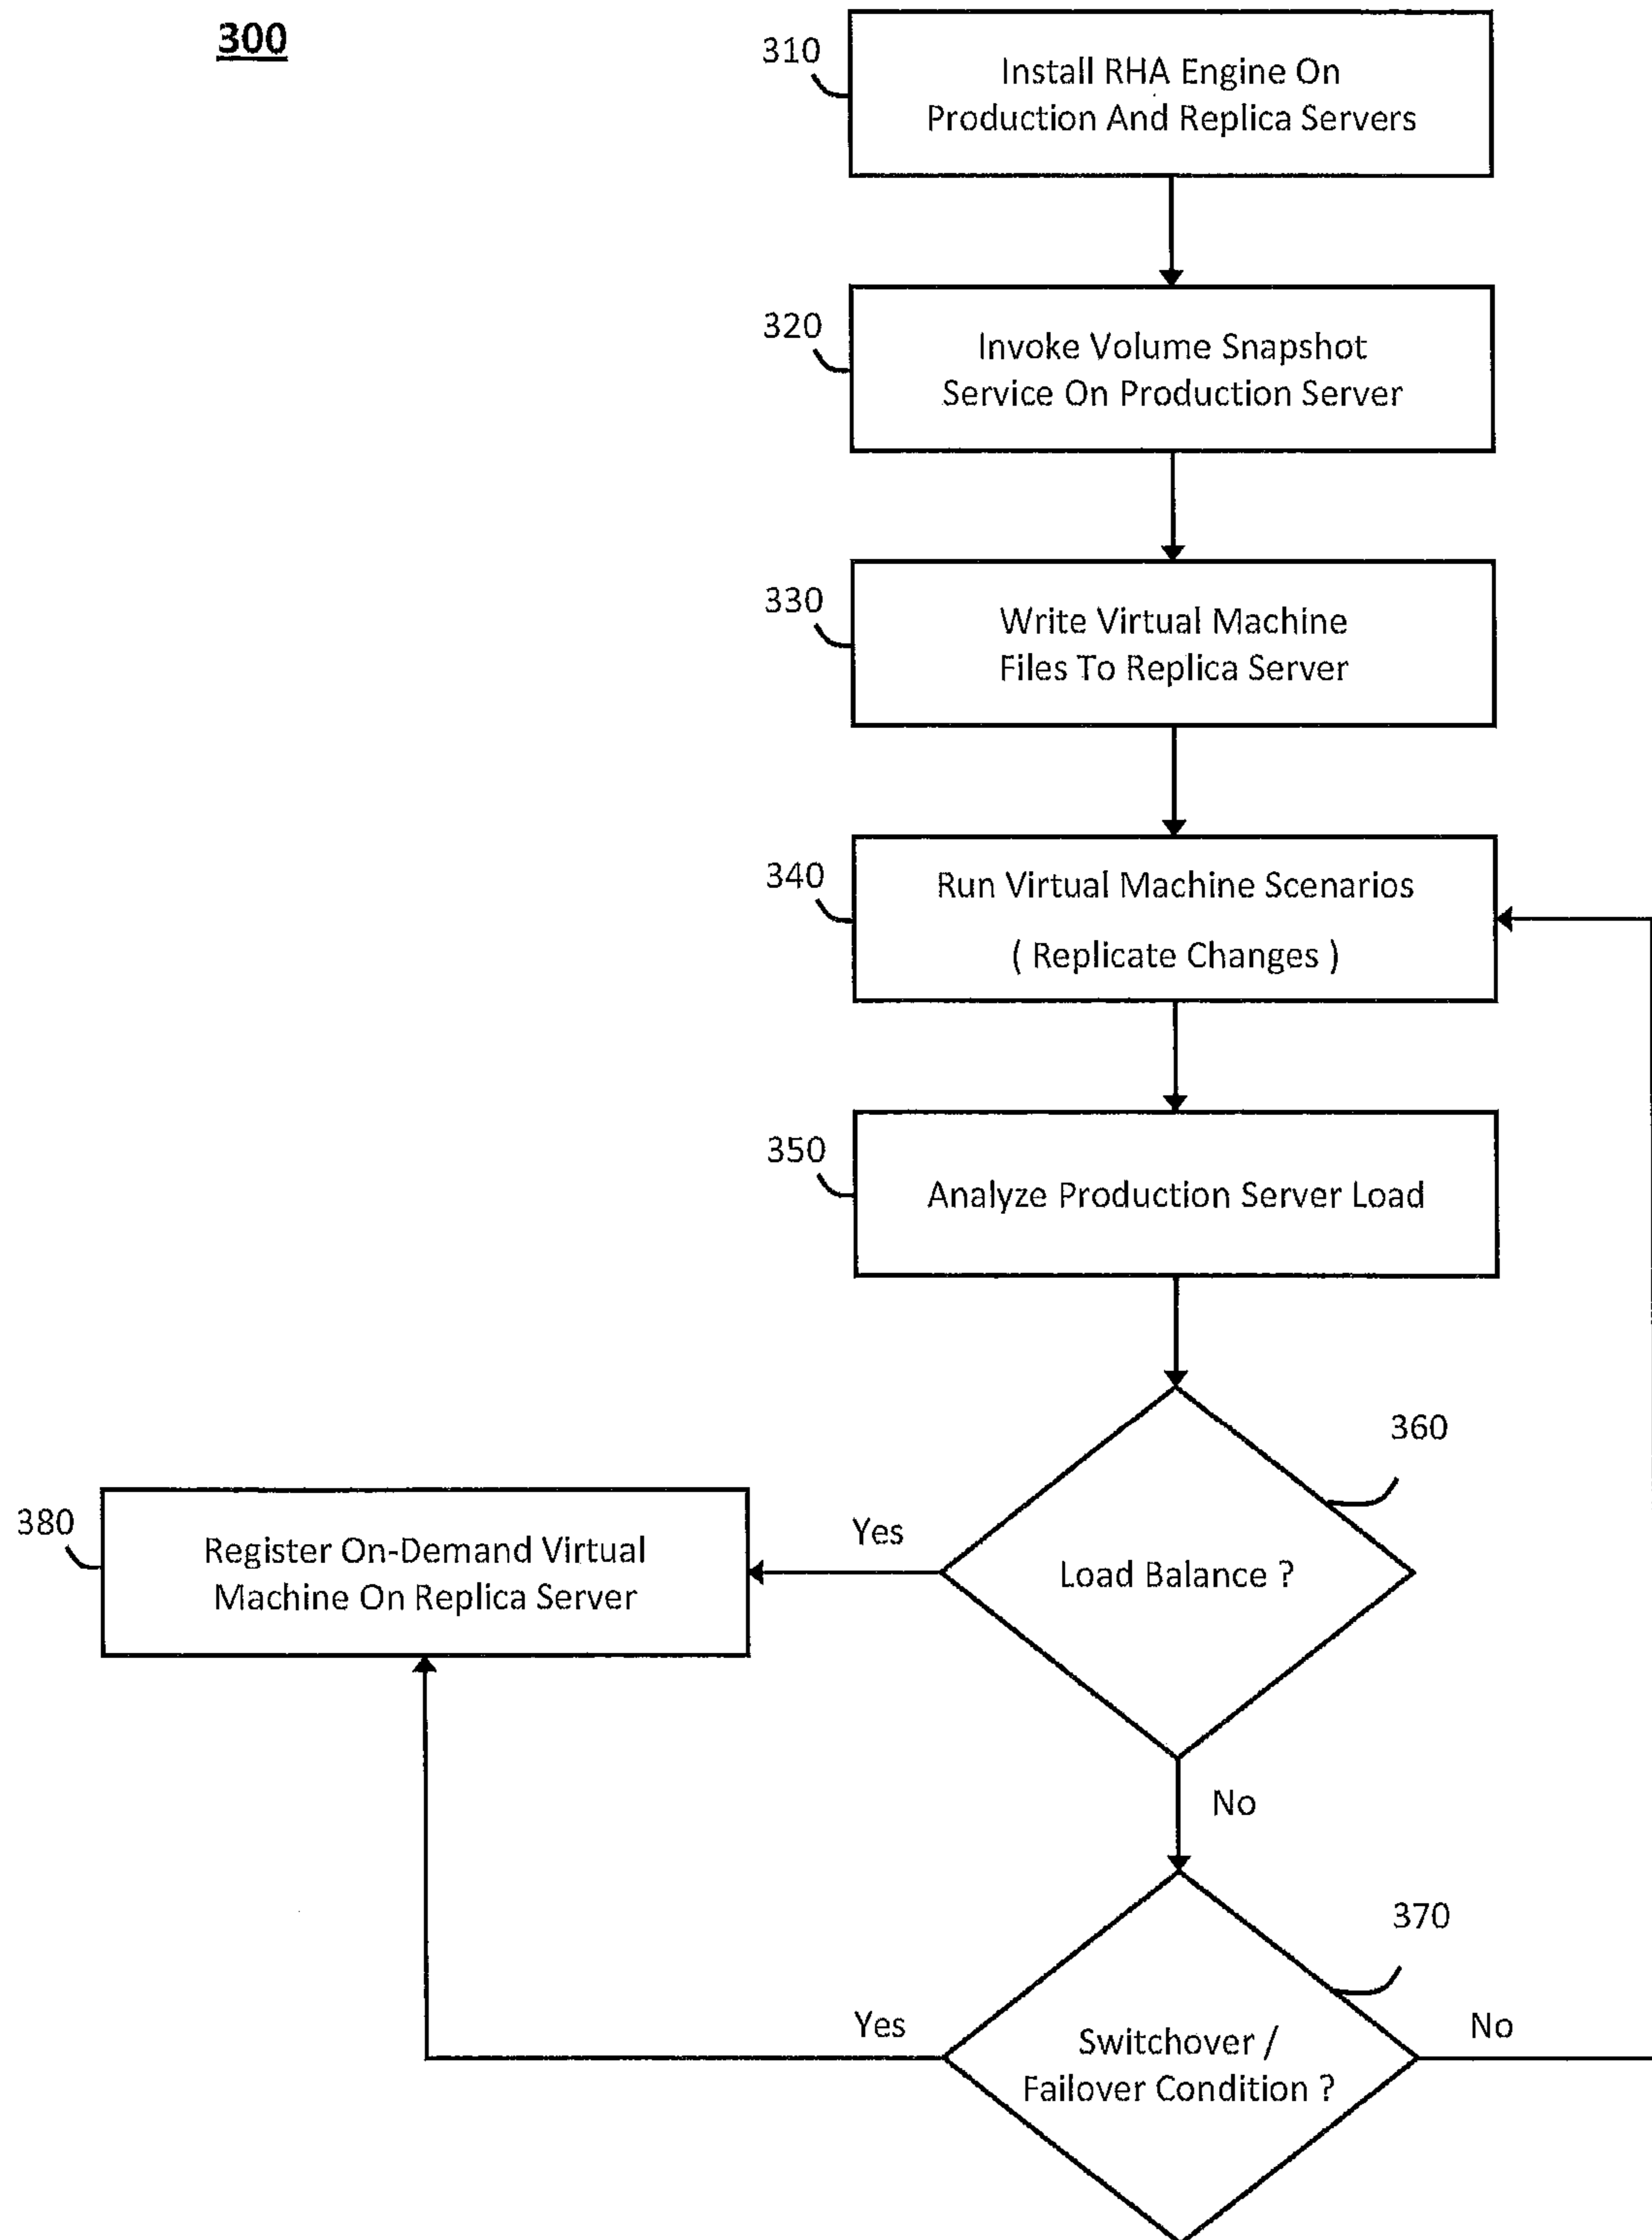 300
310
Install RHA Engine On
Production And Replica Servers
320
Invoke Volume Snapshot
Service On Production Server
330
Write Virtual Machine
Files To Replica Server
340
Run Virtual Machine Scenarios
( Replicate Changes )
350
Analyze Production Server Load
360
Load Balance ?
Yes
380
Register On-Demand Virtual
Machine On Replica Server
No
370
Switchover /
Failover Condition ?
Yes
No